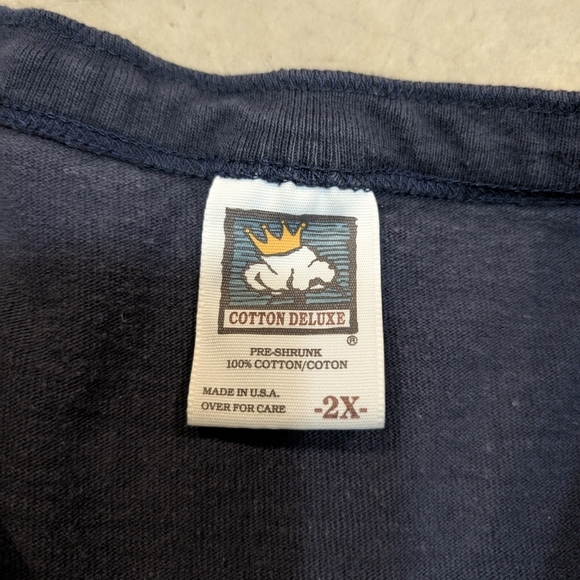 COTTON DELUXE
®
PRE-SHRUNK
100% COTTON/COTON
MADE IN U.S.A.
OVER FOR CARE
-2X-